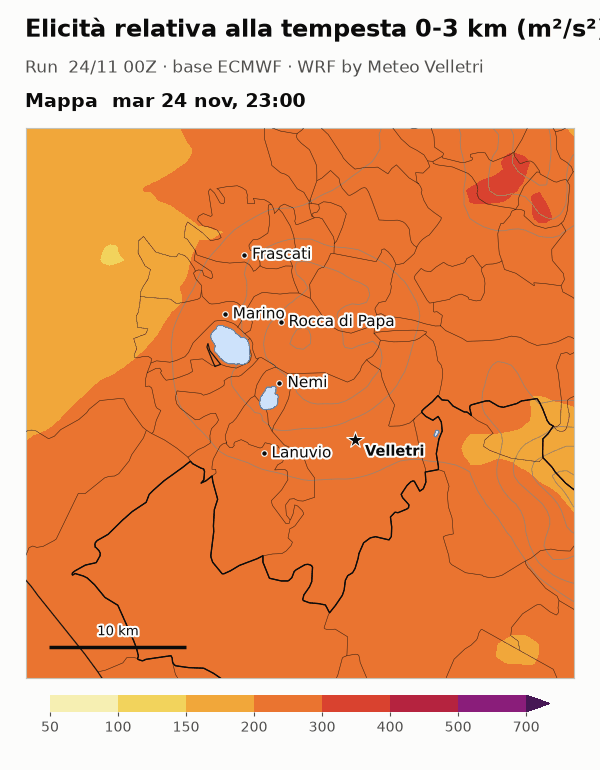 Elicità relativa alla tempesta 0-3 km (m²/s²)
Run  24/11 00Z · base ECMWF · WRF by Meteo Velletri
Mappa  mar 24 nov, 23:00
Frascati
Marino
Rocca di Papa
Nemi
Velletri
Lanuvio
10 km
50 100 150 200 300 400 500 700